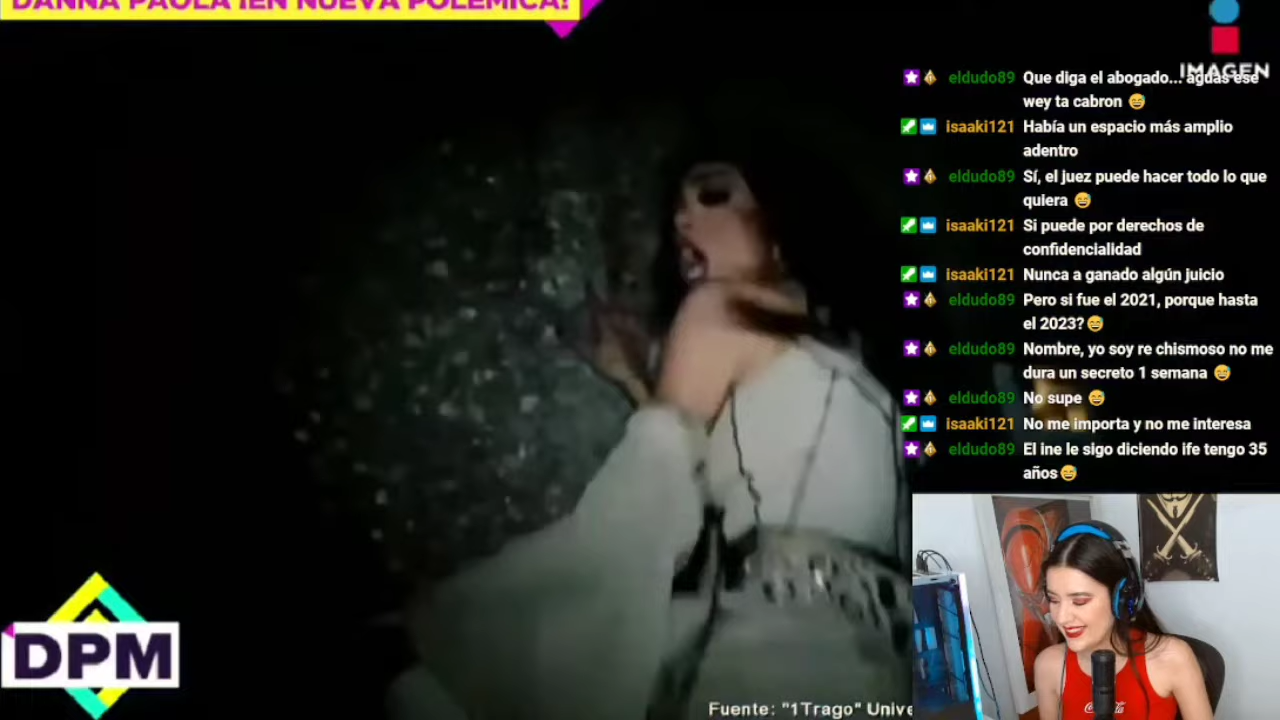 DANNA PAOLA ¡EN NUEVA POLÉMICA!
IMAGEN
eldudo89 Que diga el abogado... aguas ese
wey ta cabron 😅
isaaki121 Había un espacio más amplio
adentro
eldudo89 Sí, el juez puede hacer todo lo que
quiera 😅
isaaki121 Si puede por derechos de
confidencialidad
isaaki121 Nunca a ganado algún juicio
eldudo89 Pero si fue el 2021, porque hasta
el 2023?😅
eldudo89 Nombre, yo soy re chismoso no me
dura un secreto 1 semana 😅
eldudo89 No supe 😅
isaaki121 No me importa y no me interesa
eldudo89 El ine le sigo diciendo ife tengo 35
años😅
DPM
Fuente: "1Trago" Unive